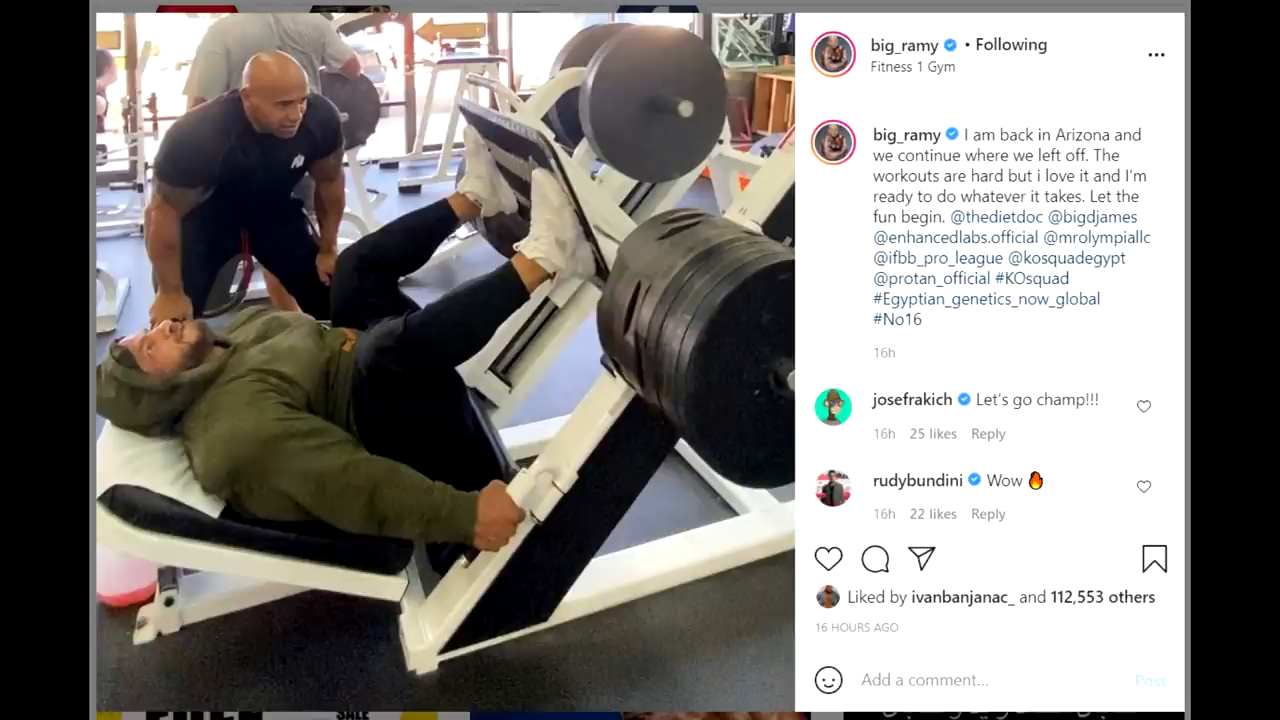 big_ramy • Following
Fitness 1 Gym
big_ramy I am back in Arizona and
we continue where we left off. The
workouts are hard but i love it and I'm
ready to do whatever it takes. Let the
fun begin. @thedietdoc @bigdjames
@enhancedlabs.official @mrolympiallc
@ifbb_pro_league @kosquadegypt
@protan_official #KOsquad
#Egyptian_genetics_now_global
#No16
16h
josefrakich Let's go champ!!!
16h 25 likes Reply
rudybundini Wow 🔥
16h 22 likes Reply
Liked by ivanbanjanac_ and 112,553 others
16 HOURS AGO
Add a comment... Post
SALE